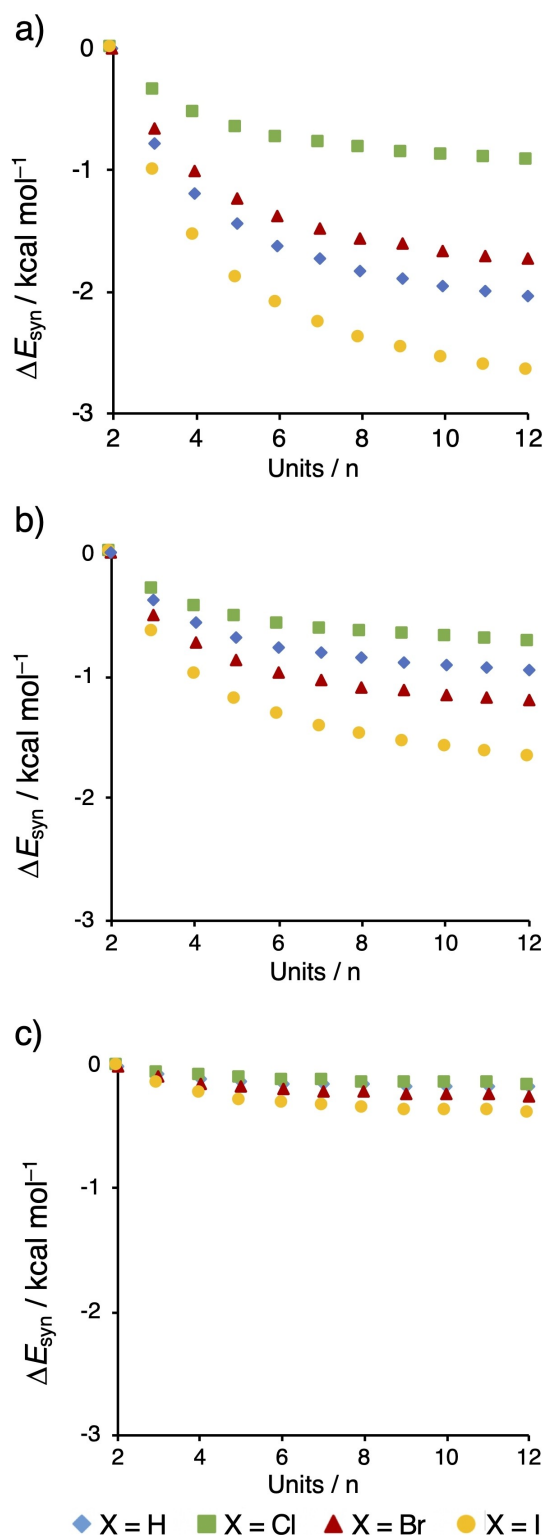 a)
0
-1
-2
-3
ΔEsyn / kcal mol–1
2 4 6 8 10 12
Units / n
b)
0
-1
-2
-3
ΔEsyn / kcal mol–1
2 4 6 8 10 12
Units / n
c)
0
-1
-2
-3
ΔEsyn / kcal mol–1
2 4 6 8 10 12
Units / n
X = H X = Cl X = Br X = I